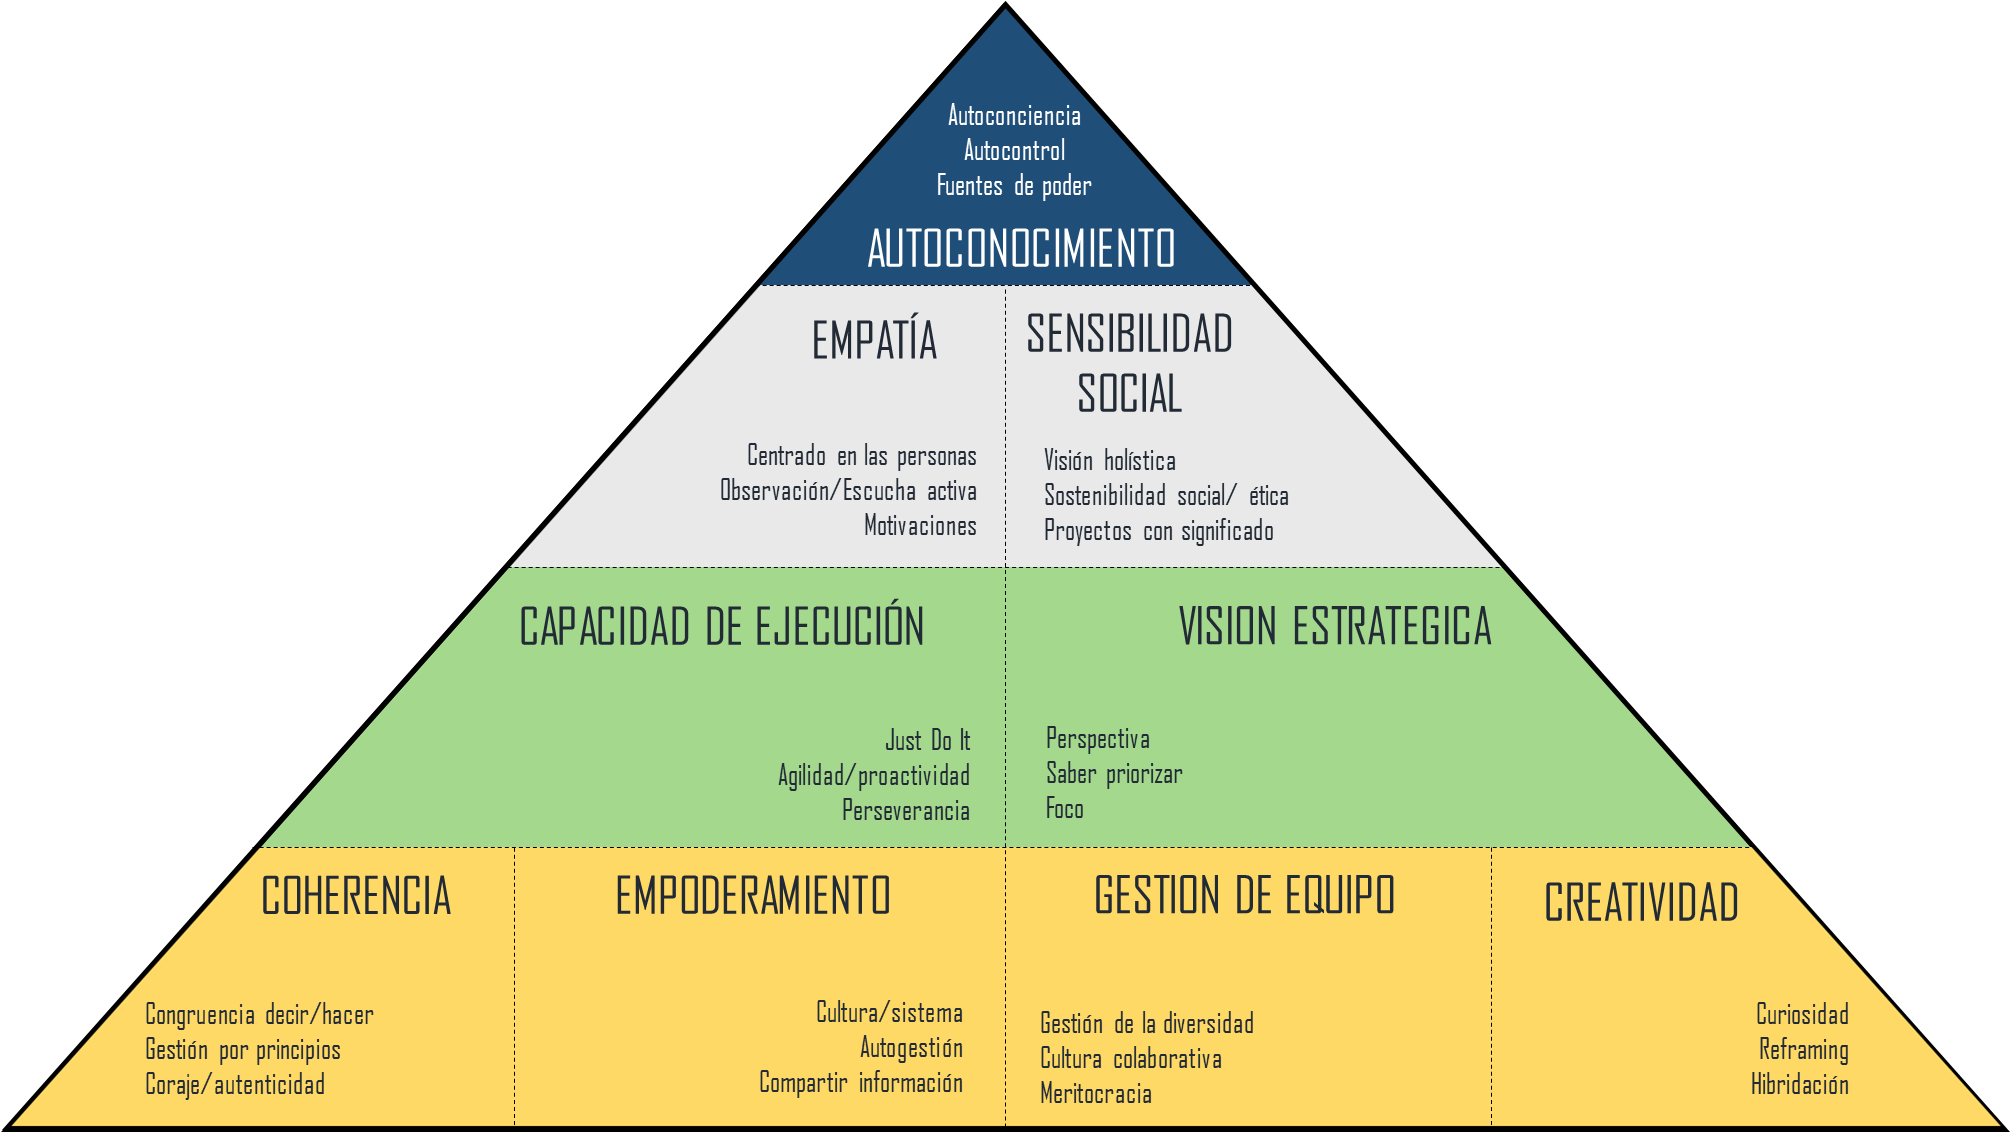 Autoconciencia
Autocontrol
Fuentes de poder
AUTOCONOCIMIENTO
EMPATÍA
Centrado en las personas
Observación/Escucha activa
Motivaciones
SENSIBILIDAD
SOCIAL
Visión holística
Sostenibilidad social/ ética
Proyectos con significado
CAPACIDAD DE EJECUCIÓN
Just Do It
Agilidad/proactividad
Perseverancia
VISION ESTRATEGICA
Perspectiva
Saber priorizar
Foco
COHERENCIA
Congruencia decir/hacer
Gestión por principios
Coraje/autenticidad
EMPODERAMIENTO
Cultura/sistema
Autogestión
Compartir información
GESTION DE EQUIPO
Gestión de la diversidad
Cultura colaborativa
Meritocracia
CREATIVIDAD
Curiosidad
Reframing
Hibridación